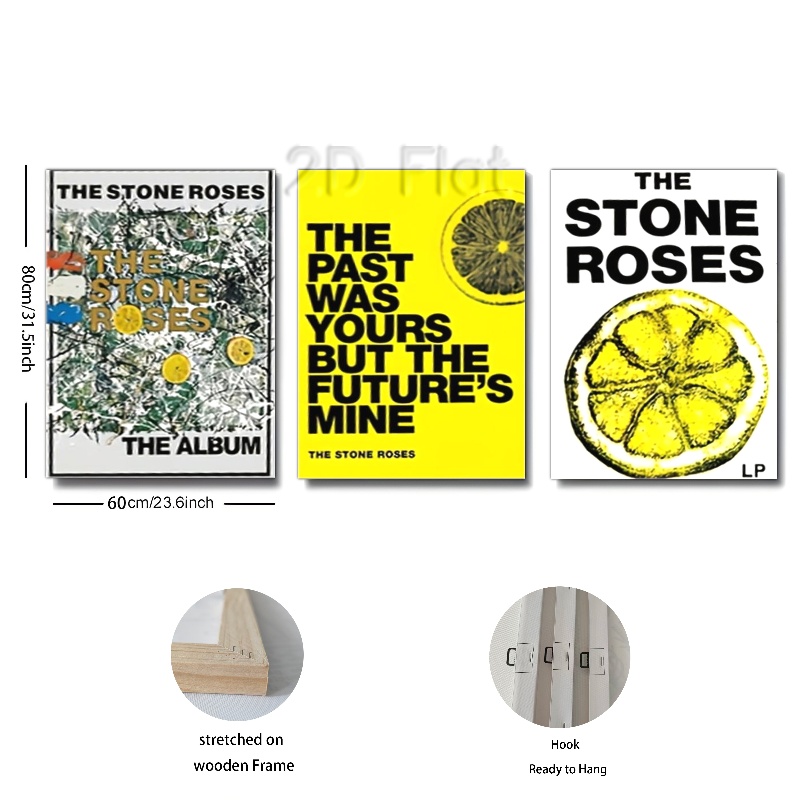 2D Flat
THE STONE ROSES
THE
STONE
ROSES
THE ALBUM
THE
PAST
WAS
YOURS
BUT THE
FUTURE'S
MINE
THE STONE ROSES
THE
STONE
ROSES
LP
80cm/31.5inch
60cm/23.6inch
stretched on
wooden Frame
Hook
Ready to Hang